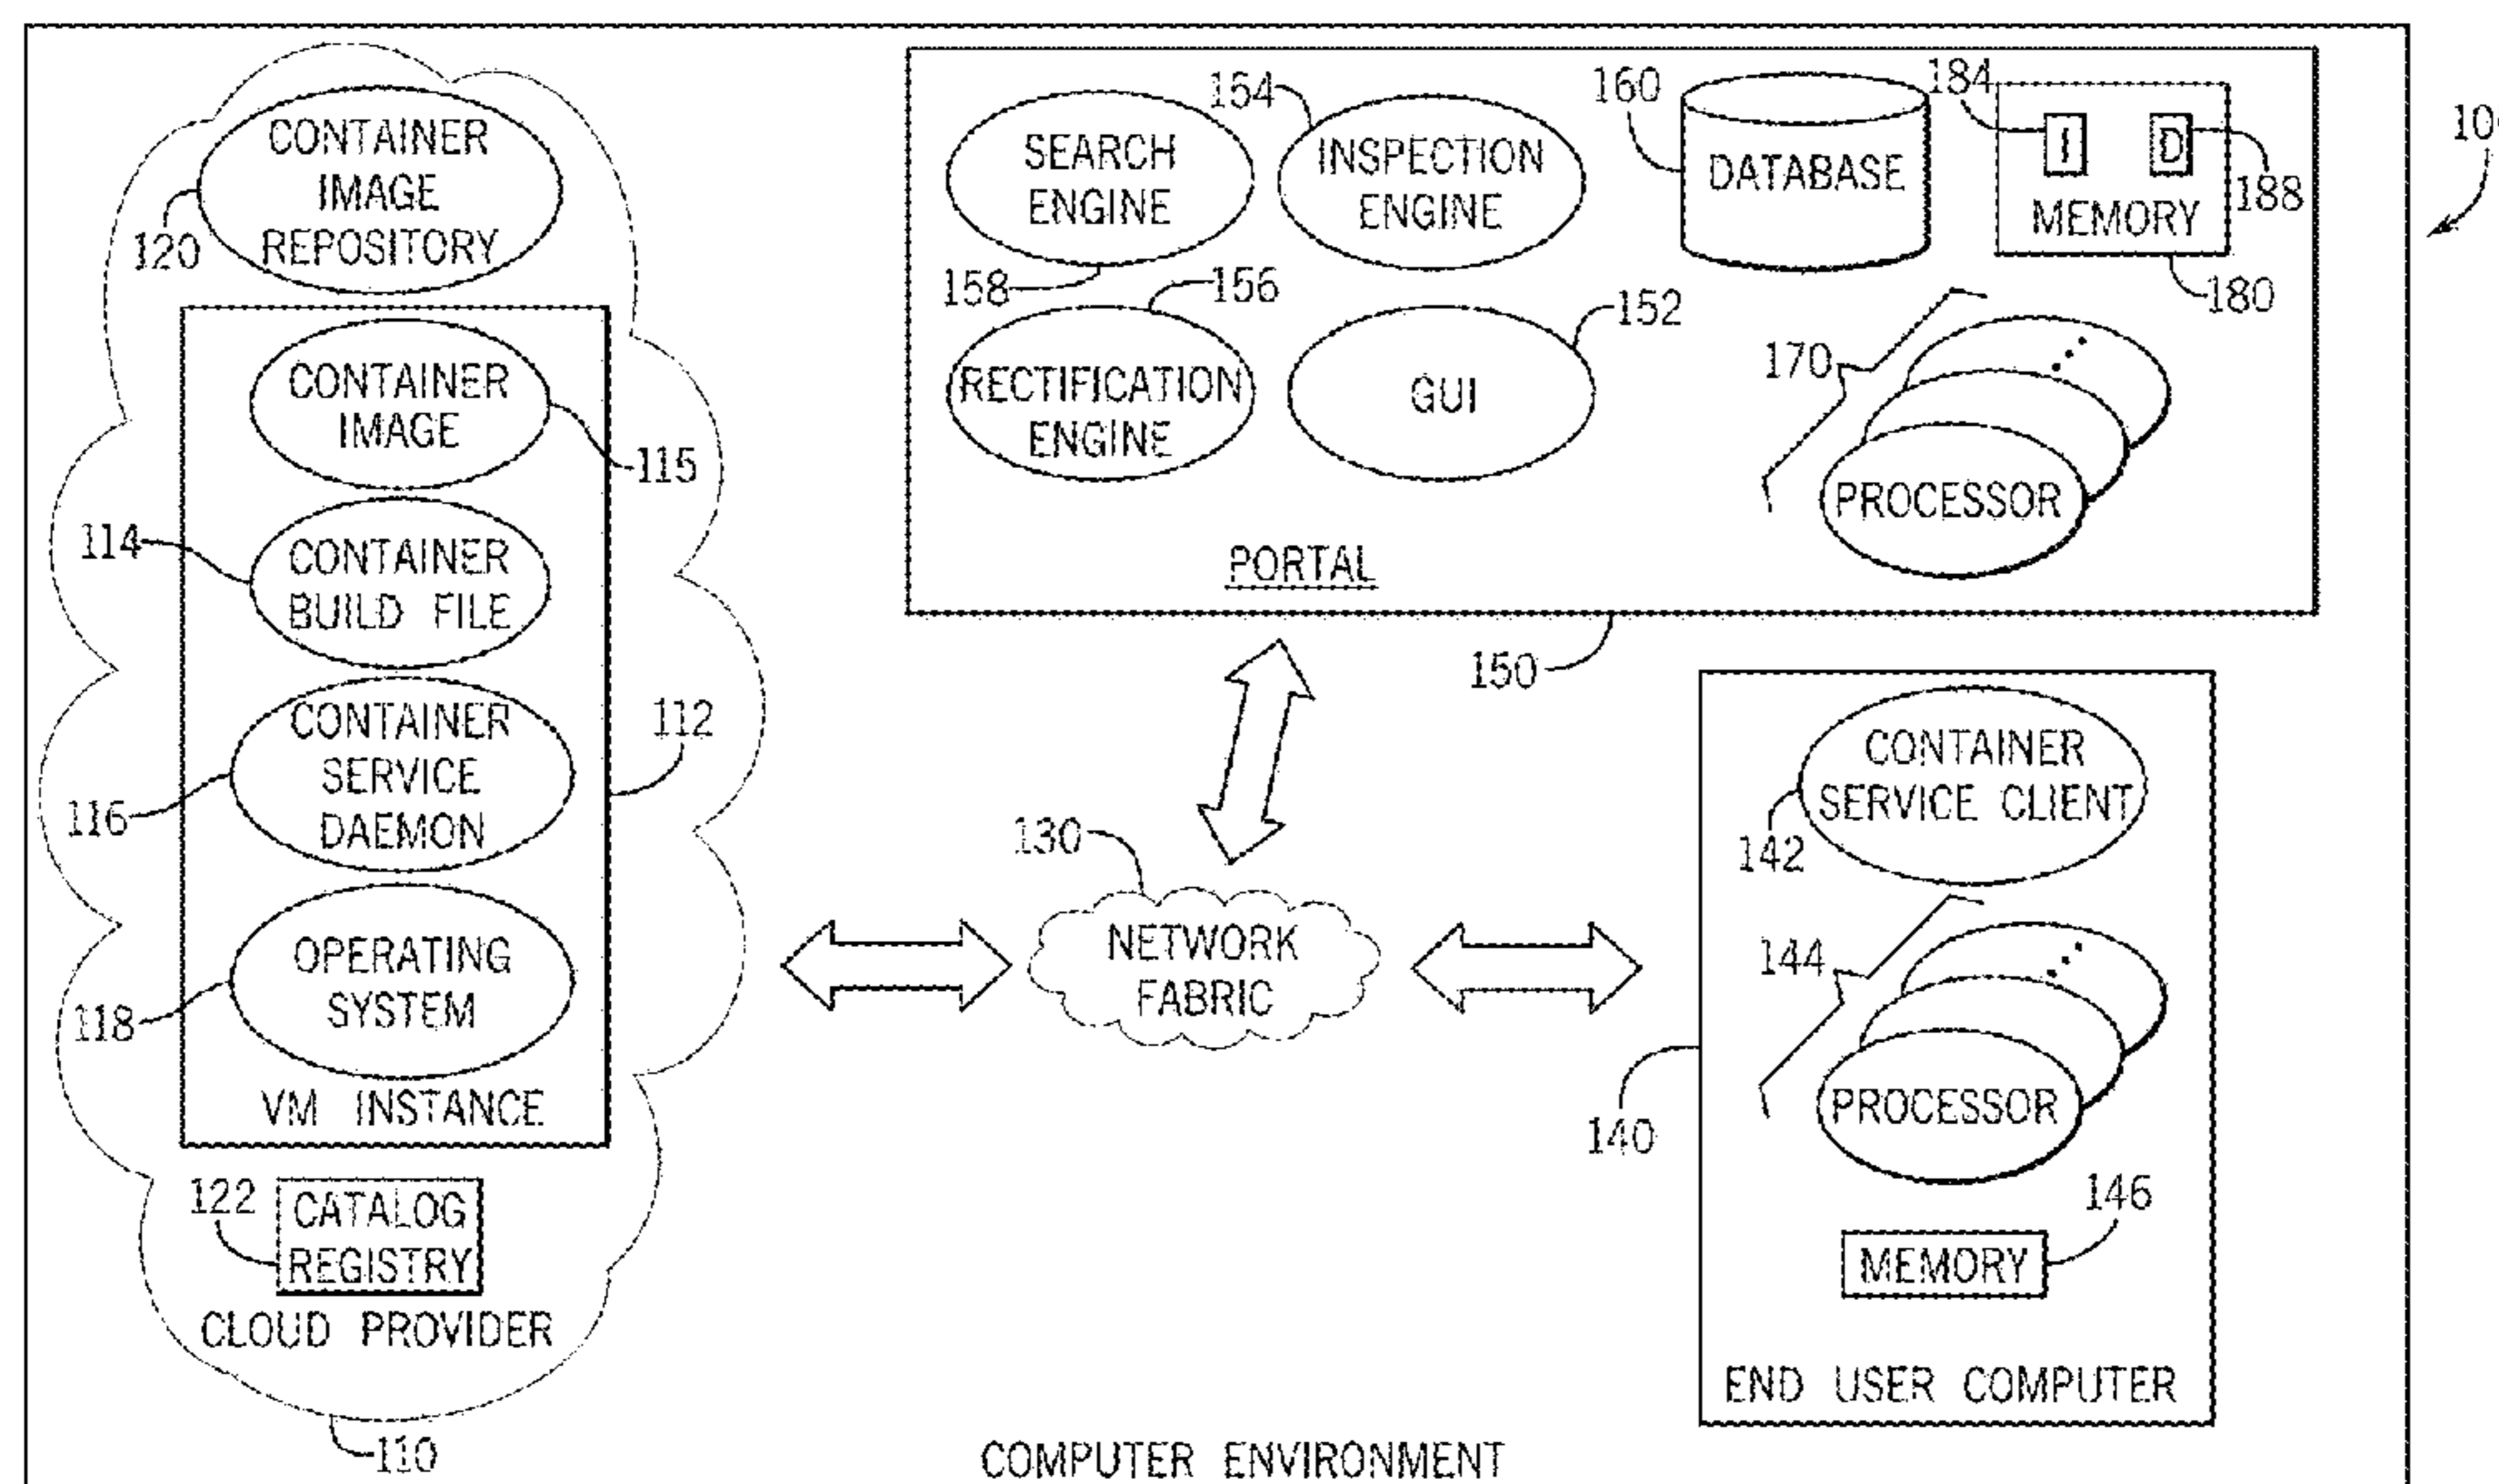 CONTAINER
IMAGE
REPOSITORY
120
CONTAINER
IMAGE
115
114
CONTAINER
BUILD FILE
CONTAINER
SERVICE
DAEMON
116
112
OPERATING
SYSTEM
118
VM INSTANCE
122
CATALOG
REGISTRY
CLOUD PROVIDER
110
SEARCH
ENGINE
158
154
INSPECTION
ENGINE
160
DATABASE
184
I
D
188
MEMORY
180
156
RECTIFICATION
ENGINE
152
GUI
170
PROCESSOR
PORTAL
150
130
NETWORK
FABRIC
CONTAINER
SERVICE CLIENT
142
144
PROCESSOR
140
146
MEMORY
END USER COMPUTER
COMPUTER ENVIRONMENT